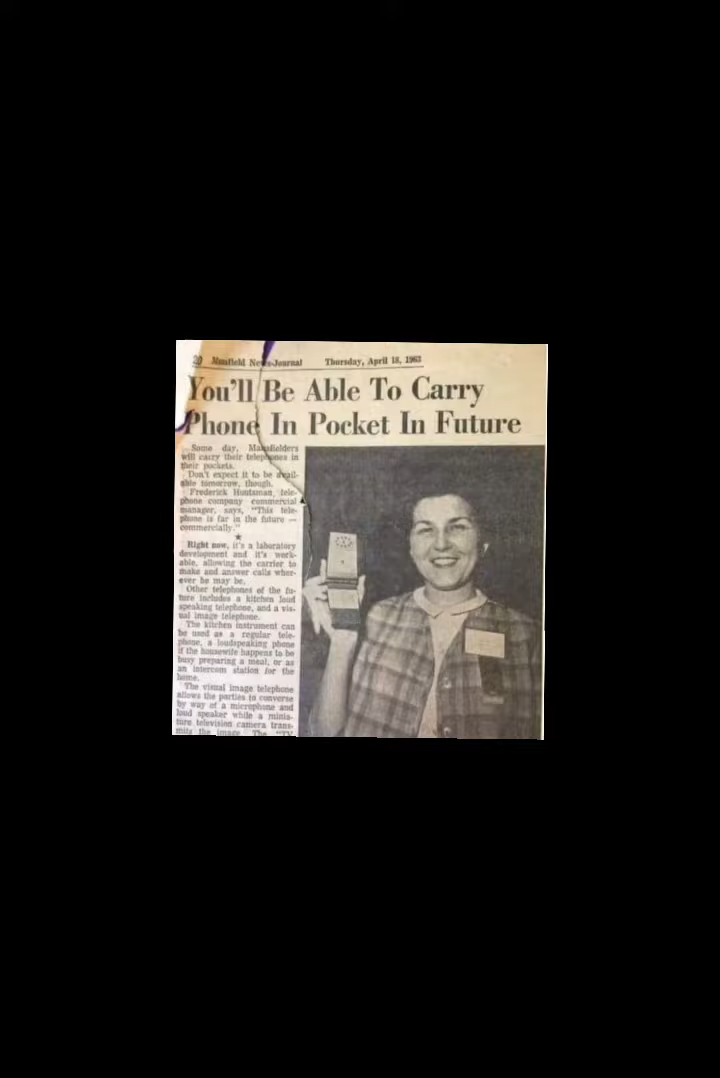 20 Mansfield News-Journal Thursday, April 18, 1963
You'll Be Able To Carry
Phone In Pocket In Future
Some day, Mansfielders
will carry their telephones in
their pockets.
Don't expect it to be avail-
able tomorrow, though.
Frederick Huntsman, tele-
phone company commercial
manager, says, "This tele-
phone is far in the future —
commercially."
★
Right now, it's a laboratory
development and it's work-
able, allowing the carrier to
make and answer calls wher-
ever he may be.
Other telephones of the fu-
ture includes a kitchen loud
speaking telephone, and a vis-
ual image telephone.
The kitchen instrument can
be used as a regular tele-
phone, a loudspeaking phone
if the housewife happens to be
busy preparing a meal, or as
an intercom station for the
home.
The visual image telephone
allows the parties to converse
by way of a microphone and
loud speaker while a minia-
ture television camera trans-
mits the image. The "TV